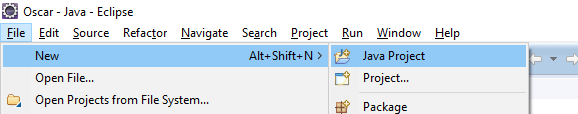 Oscar - Java - Eclipse
File Edit Source Refactor Navigate Search Project Run Window Help
New Alt+Shift+N > Java Project
Open File... Project...
Open Projects from File System... Package